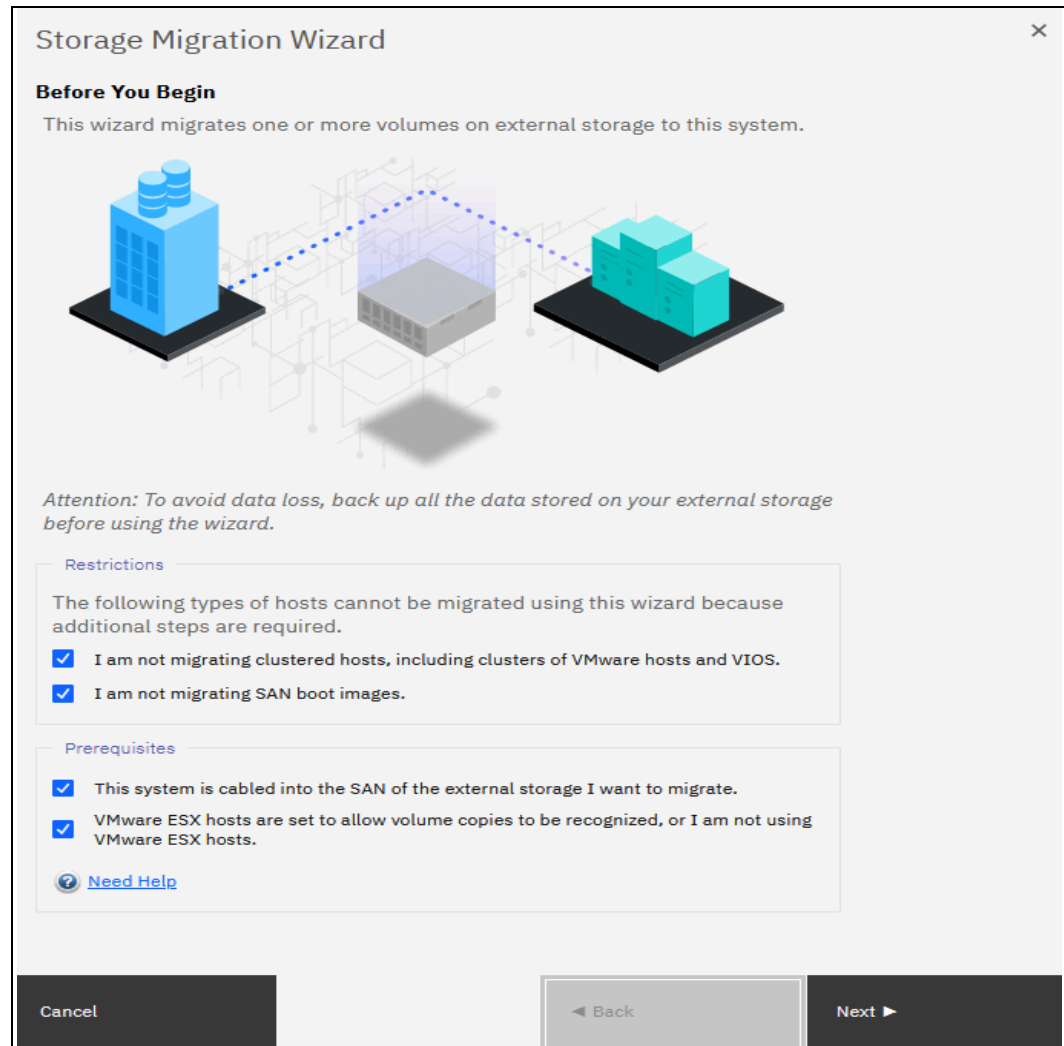 Storage Migration Wizard
×
Before You Begin
This wizard migrates one or more volumes on external storage to this system.
Attention: To avoid data loss, back up all the data stored on your external storage
before using the wizard.
Restrictions
The following types of hosts cannot be migrated using this wizard because
additional steps are required.
I am not migrating clustered hosts, including clusters of VMware hosts and VIOS.
I am not migrating SAN boot images.
Prerequisites
This system is cabled into the SAN of the external storage I want to migrate.
VMware ESX hosts are set to allow volume copies to be recognized, or I am not using
VMware ESX hosts.
? Need Help
Cancel
◄ Back
Next ►